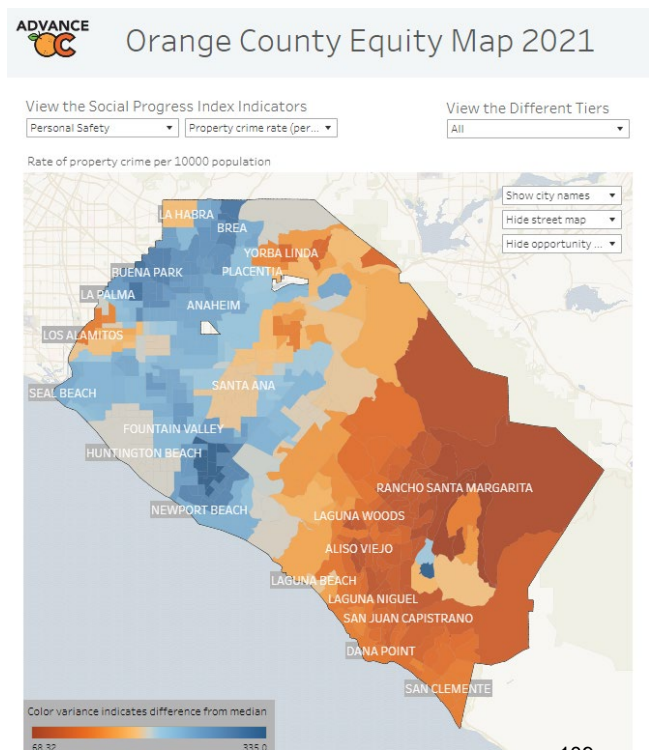 ADVANCE
OC
Orange County Equity Map 2021
View the Social Progress Index Indicators
View the Different Tiers
Personal Safety
Property crime rate (per...
All
Rate of property crime per 10000 population
Show city names
Hide street map
Hide opportunity ...
LA HABRA
BREA
YORBA LINDA
BUENA PARK
PLACENTIA
LA PALMA
ANAHEIM
LOS ALAMITOS
SANTA ANA
SEAL BEACH
FOUNTAIN VALLEY
HUNTINGTON BEACH
RANCHO SANTA MARGARITA
NEWPORT BEACH
LAGUNA WOODS
ALISO VIEJO
LAGUNA BEACH
LAGUNA NIGUEL
SAN JUAN CAPISTRANO
DANA POINT
SAN CLEMENTE
Color variance indicates difference from median
68.32
335.0